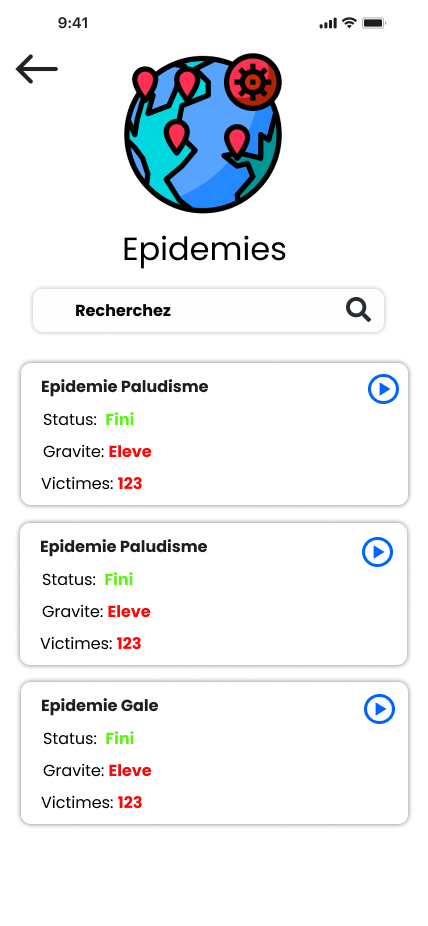 9:41
Epidemies
Recherchez
Epidemie Paludisme
Status: Fini
Gravite: Eleve
Victimes: 123
Epidemie Paludisme
Status: Fini
Gravite: Eleve
Victimes: 123
Epidemie Gale
Status: Fini
Gravite: Eleve
Victimes: 123